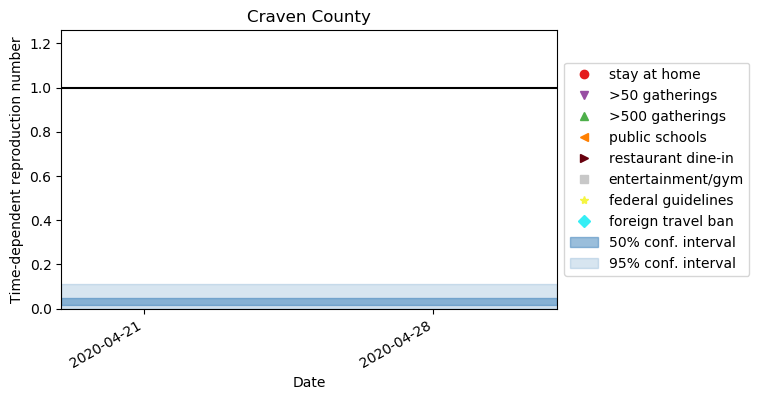 Craven County
Time-dependent reproduction number
1.2
1.0
0.8
0.6
0.4
0.2
0.0
2020-04-21
2020-04-28
Date
stay at home
>50 gatherings
>500 gatherings
public schools
restaurant dine-in
entertainment/gym
federal guidelines
foreign travel ban
50% conf. interval
95% conf. interval